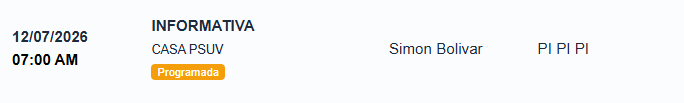 12/07/2026
07:00 AM
INFORMATIVA
CASA PSUV
Programada
Simon Bolivar
PI PI PI